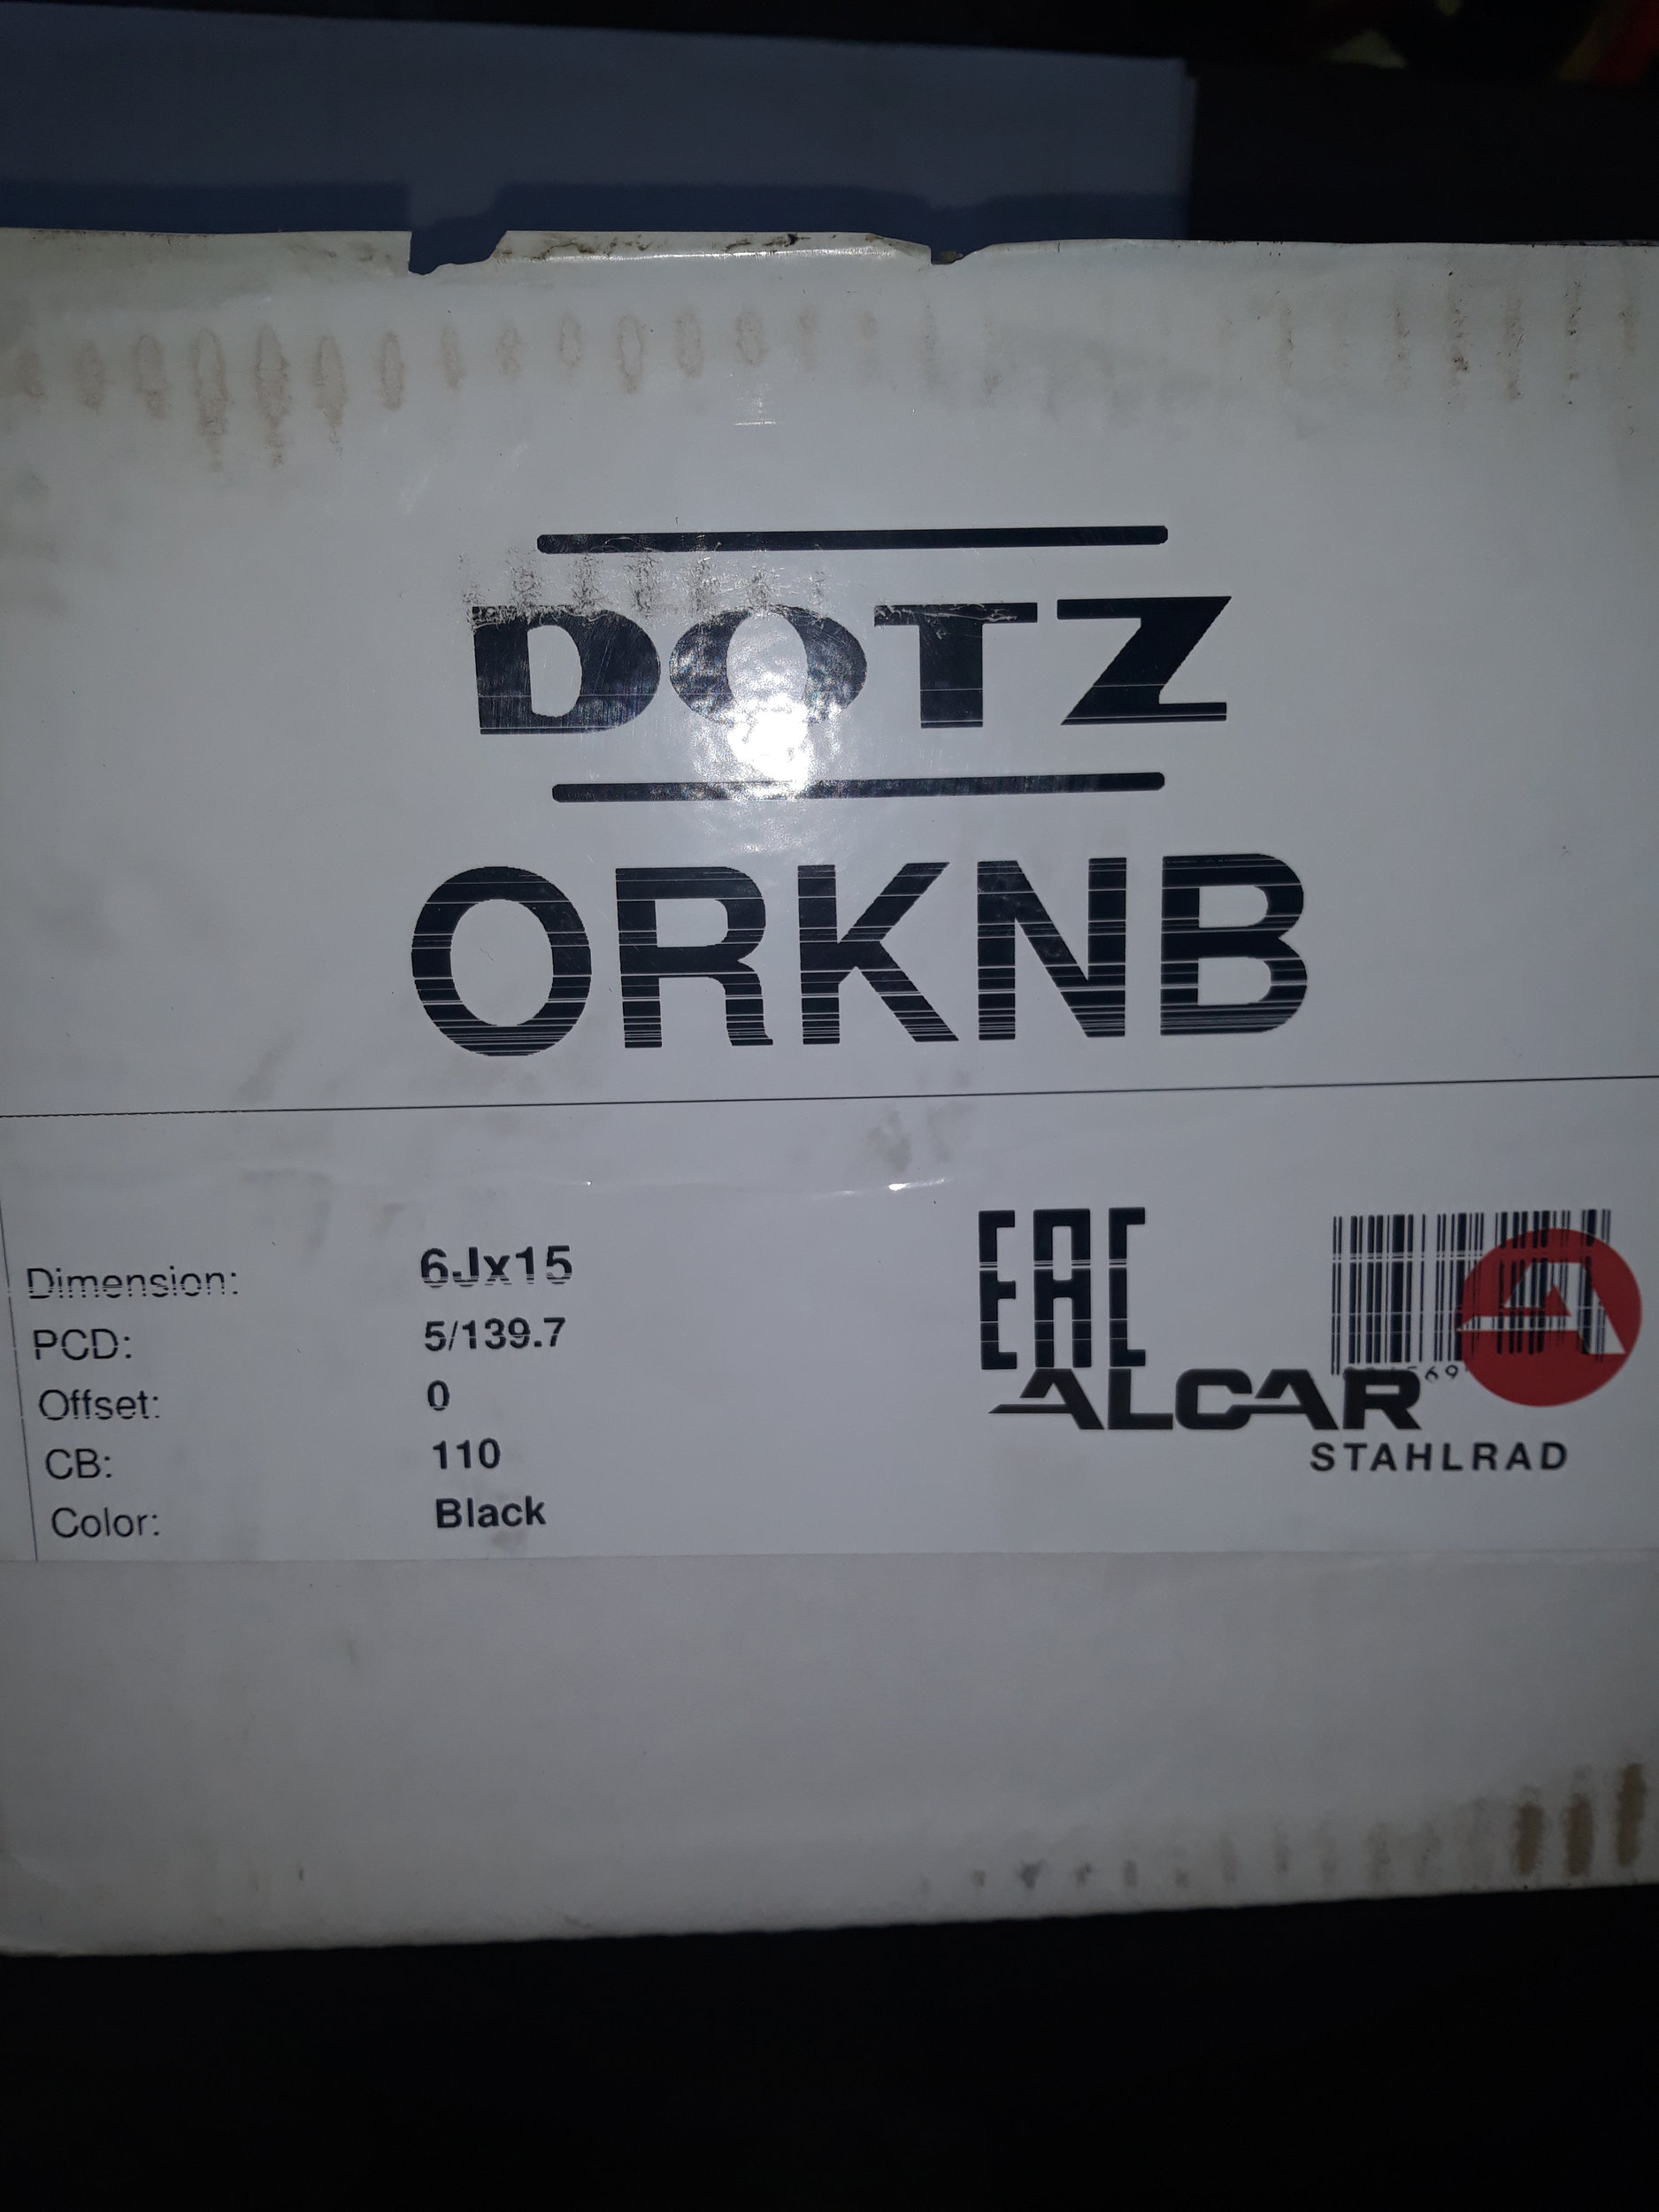 DOTZ
ORKNB
Dimension: 6Jx15
PCD: 5/139.7
Offset: 0
CB: 110
Color: Black
EAC
ALCAR
STAHLRAD